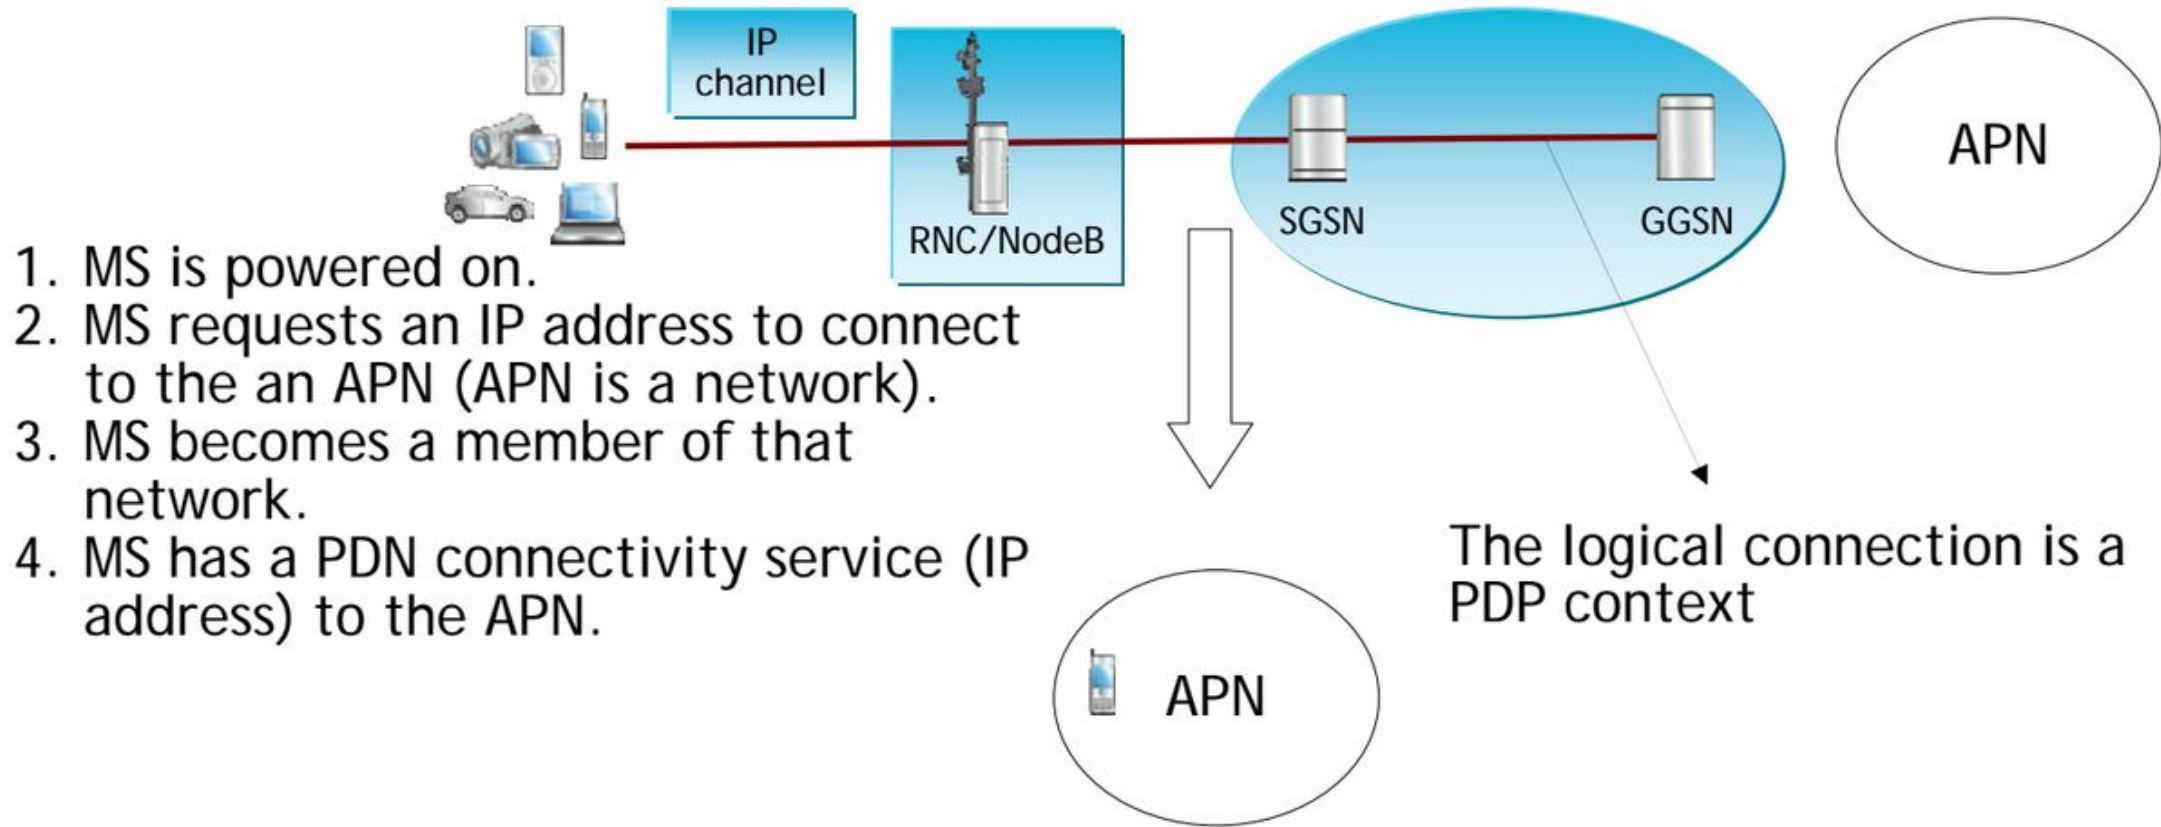 IP
channel
RNC/NodeB
SGSN
GGSN
APN
1. MS is powered on.
2. MS requests an IP address to connect
to the an APN (APN is a network).
3. MS becomes a member of that
network.
4. MS has a PDN connectivity service (IP
address) to the APN.
The logical connection is a
PDP context
APN